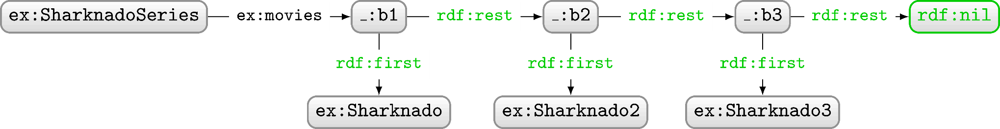 ex:SharknadoSeries ex:movies _:b1 rdf:rest _:b2 rdf:rest _:b3 rdf:rest rdf:nil
rdf:first rdf:first rdf:first
ex:Sharknado ex:Sharknado2 ex:Sharknado3